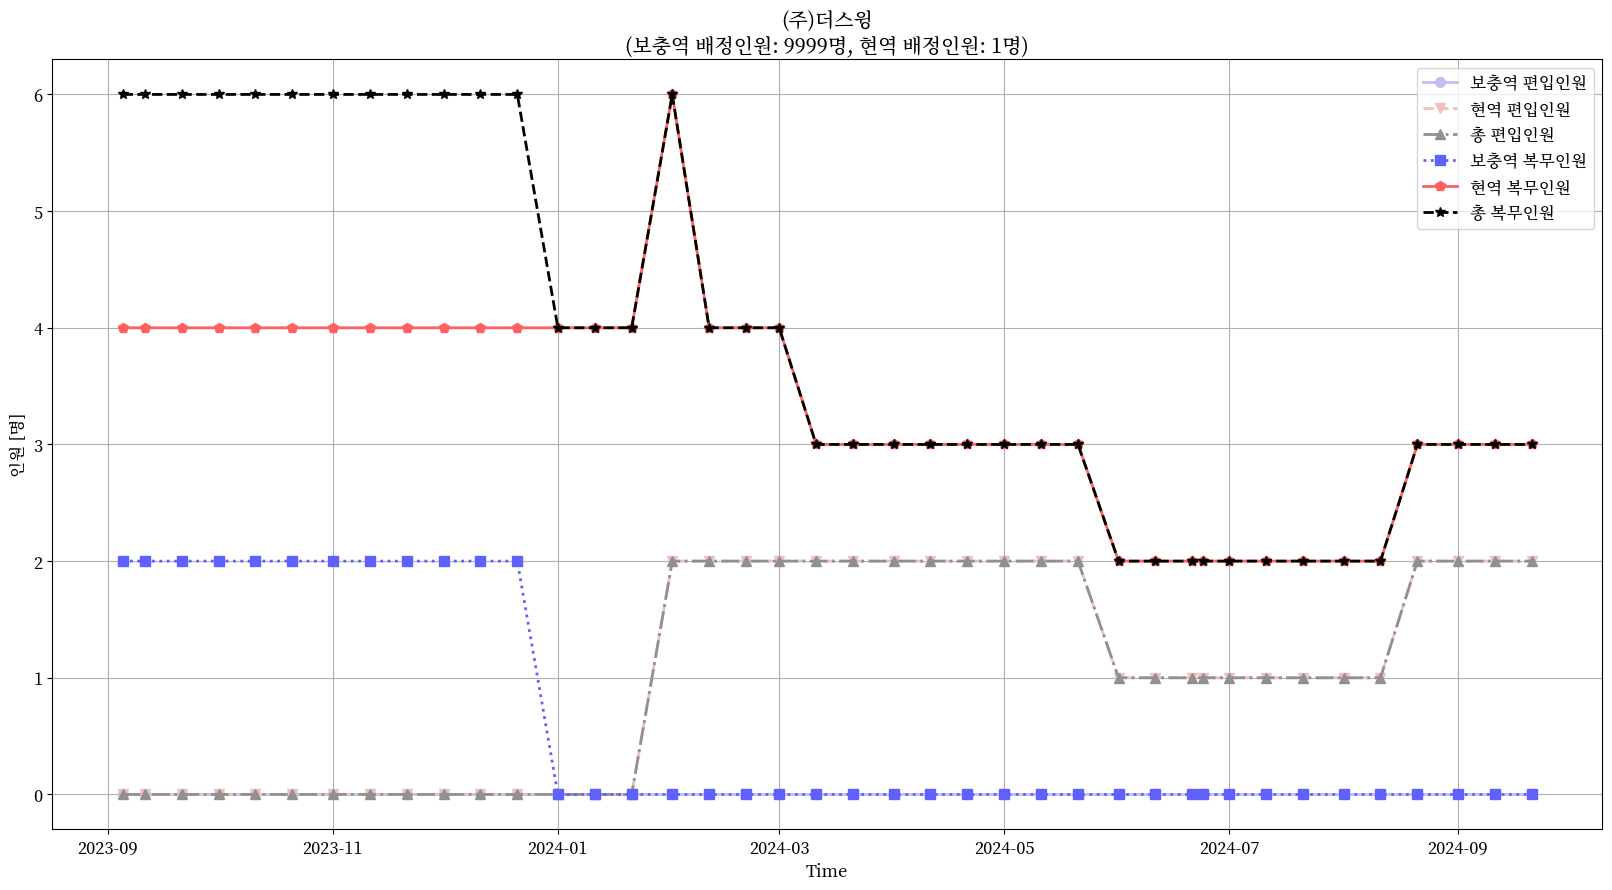 (주)더스윙
(보충역 배정인원: 9999명, 현역 배정인원: 1명)
보충역 편입인원
현역 편입인원
총 편입인원
보충역 복무인원
현역 복무인원
총 복무인원
인원 [명]
6
5
4
3
2
1
0
2023-09
2023-11
2024-01
2024-03
2024-05
2024-07
2024-09
Time